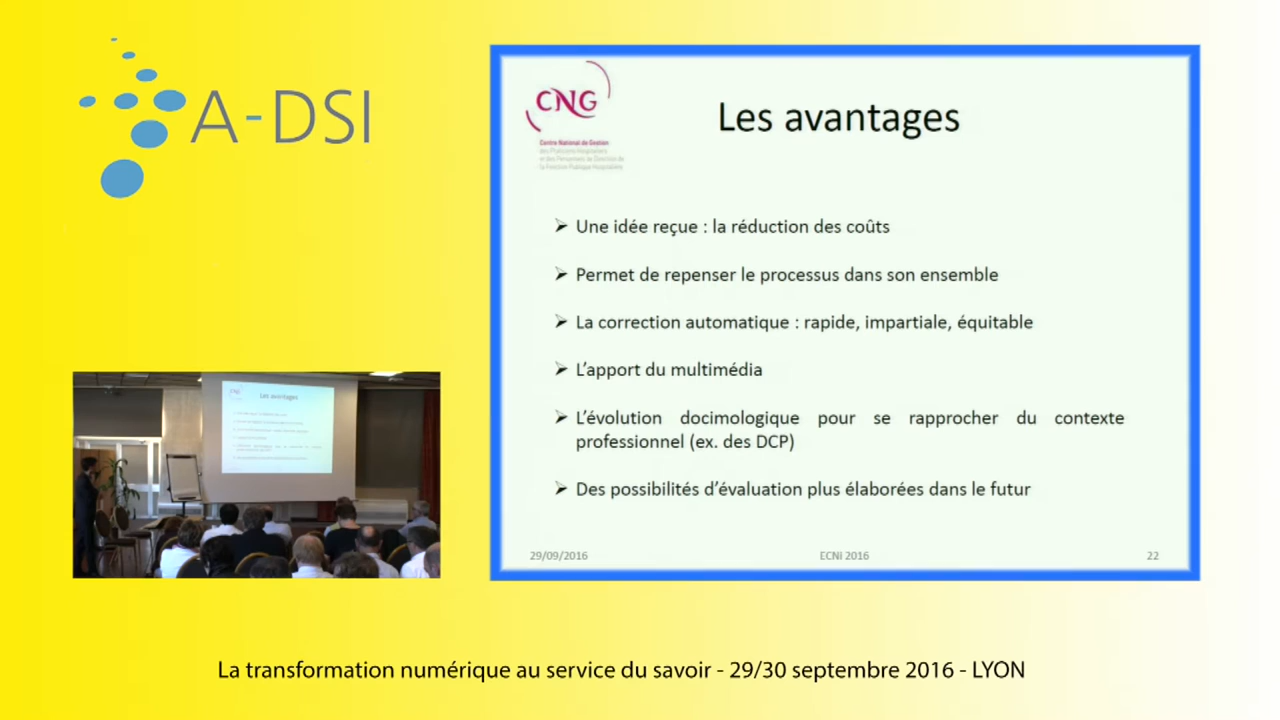 A-DSI
CNG
Centre National de Gestion
des Praticiens Hospitaliers
et des Personnels de Direction de
la Fonction Publique Hospitalière
Les avantages
Une idée reçue : la réduction des coûts
Permet de repenser le processus dans son ensemble
La correction automatique : rapide, impartiale, équitable
L’apport du multimédia
L’évolution docimologique pour se rapprocher du contexte
professionnel (ex. des DCP)
Des possibilités d’évaluation plus élaborées dans le futur
29/09/2016
ECNi 2016
22
CNG
Les avantages
La transformation numérique au service du savoir - 29/30 septembre 2016 - LYON